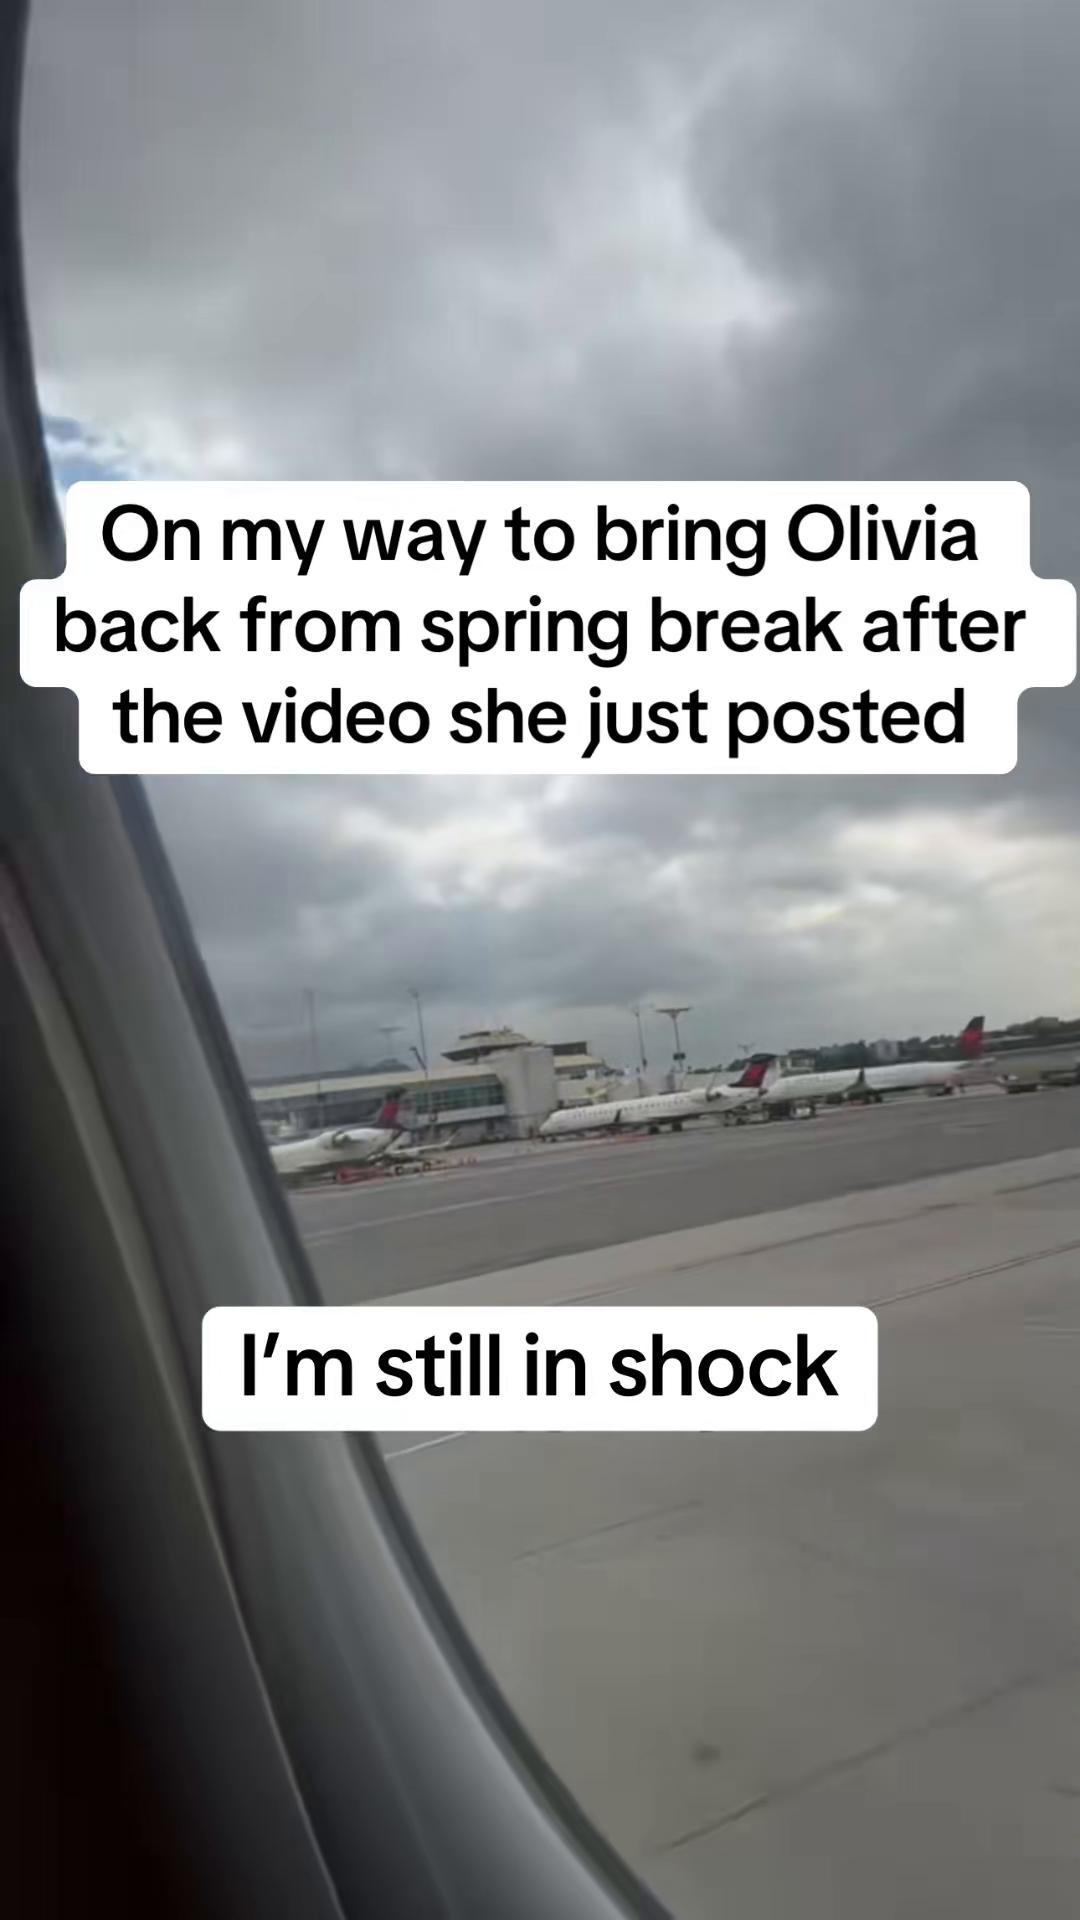 On my way to bring Olivia
back from spring break after
the video she just posted
I’m still in shock